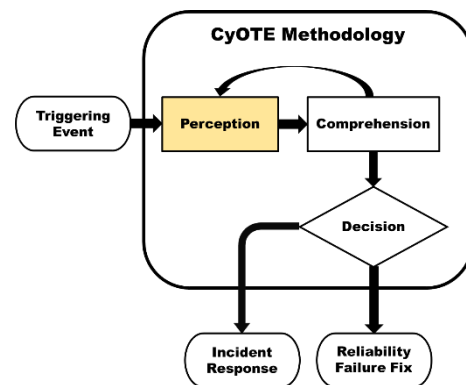 CyOTE Methodology
Triggering
Event
Perception
Comprehension
Decision
Incident
Response
Reliability
Failure Fix